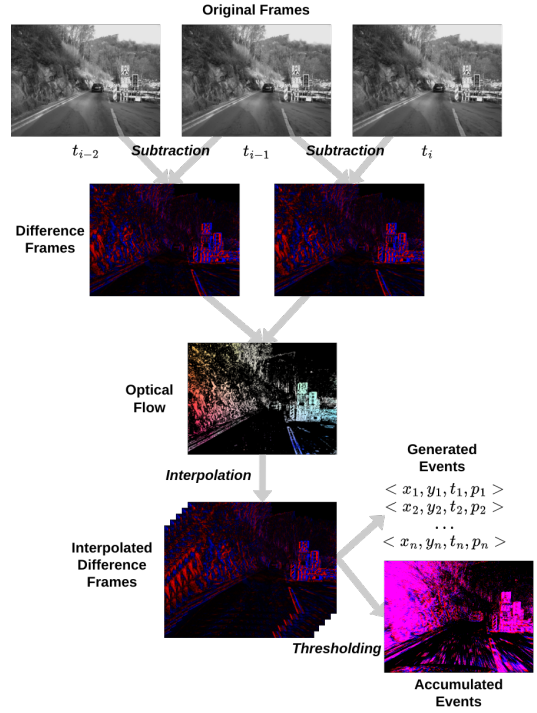 Original Frames
t_{i−2} Subtraction t_{i−1} Subtraction t_i
Difference
Frames
Optical
Flow
Interpolation
Generated
Events
< x_1, y_1, t_1, p_1 >
< x_2, y_2, t_2, p_2 >
...
< x_n, y_n, t_n, p_n >
Interpolated
Difference
Frames
Thresholding
Accumulated
Events